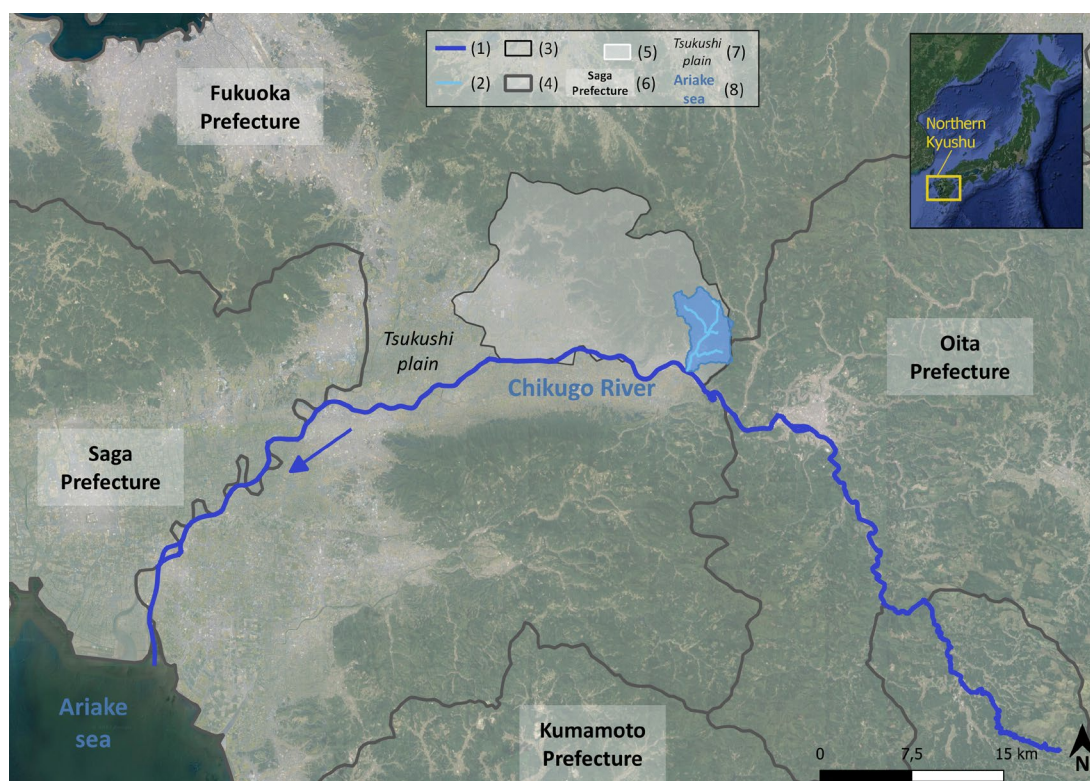 (1) (3) (5) Tsukushi plain (7)
(2) (4) Saga Prefecture (6) Ariake sea (8)
Fukuoka
Prefecture
Northern
Kyushu
Tsukushi
plain
Oita
Prefecture
Chikugo River
Saga
Prefecture
Ariake
sea
Kumamoto
Prefecture
0 7,5 15 km
N